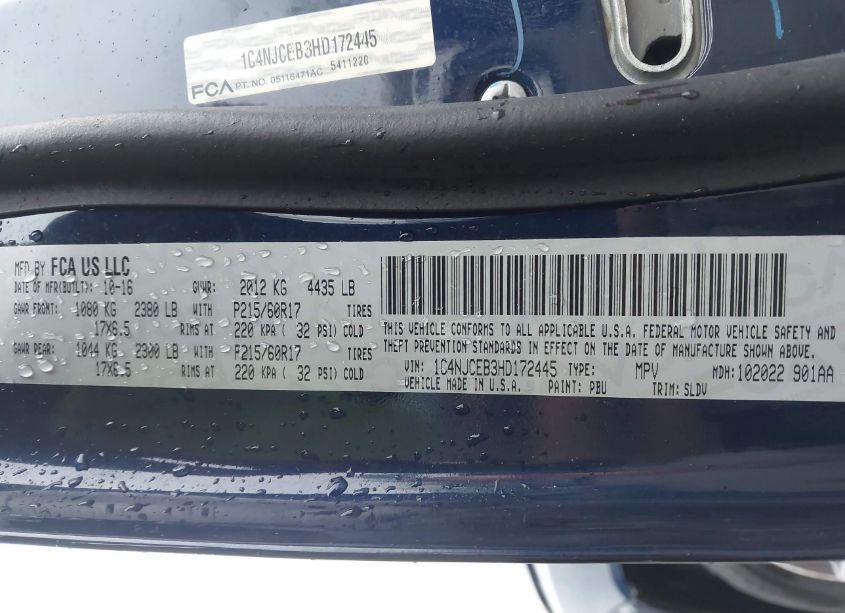 1C4NJCEB3HD172445
FCA PT. NO. 05116471AC 5411220
MFD BY FCA US LLC
DATE OF MFR(BUILT): 10-16 GVWR: 2012 KG 4435 LB
GAWR FRONT: 1080 KG 2380 LB WITH P215/60R17 TIRES
17X6.5 RIMS AT 220 KPA ( 32 PSI) COLD
GAWR REAR: 1044 KG 2300 LB WITH P215/60R17 TIRES
17X6.5 RIMS AT 220 KPA ( 32 PSI) COLD
THIS VEHICLE CONFORMS TO ALL APPLICABLE U.S.A. FEDERAL MOTOR VEHICLE SAFETY AND
THEFT PREVENTION STANDARDS IN EFFECT ON THE DATE OF MANUFACTURE SHOWN ABOVE.
VIN: 1C4NJCEB3HD172445 TYPE: MPV MDH: 102022 901AA
VEHICLE MADE IN U.S.A. PAINT: PBU TRIM: SLDV